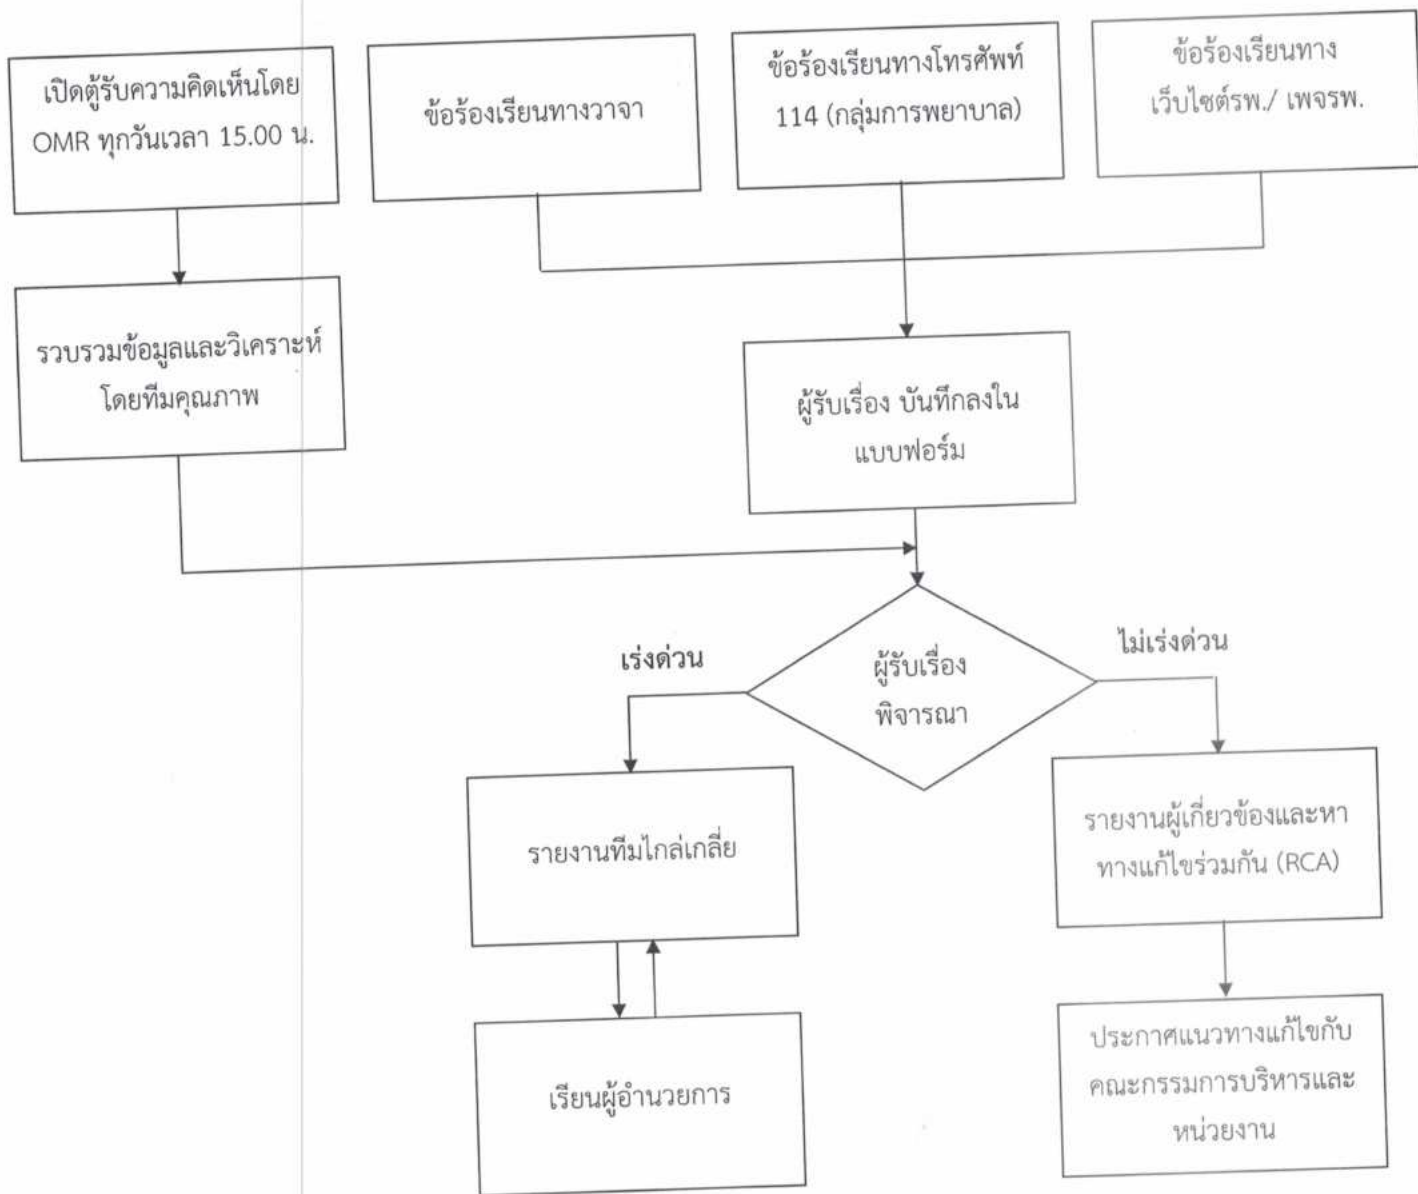 เปิดตู้รับความคิดเห็นโดย
OMR ทุกวันเวลา 15.00 น.
ข้อร้องเรียนทางวาจา
ข้อร้องเรียนทางโทรศัพท์
114 (กลุ่มการพยาบาล)
ข้อร้องเรียนทาง
เว็บไซต์รพ./ เพจรพ.
รวบรวมข้อมูลและวิเคราะห์
โดยทีมคุณภาพ
ผู้รับเรื่อง บันทึกลงใน
แบบฟอร์ม
เร่งด่วน
ผู้รับเรื่อง
พิจารณา
ไม่เร่งด่วน
รายงานทีมไกล่เกลี่ย
รายงานผู้เกี่ยวข้องและหา
ทางแก้ไขร่วมกัน (RCA)
เรียนผู้อำนวยการ
ประกาศแนวทางแก้ไขกับ
คณะกรรมการบริหารและ
หน่วยงาน